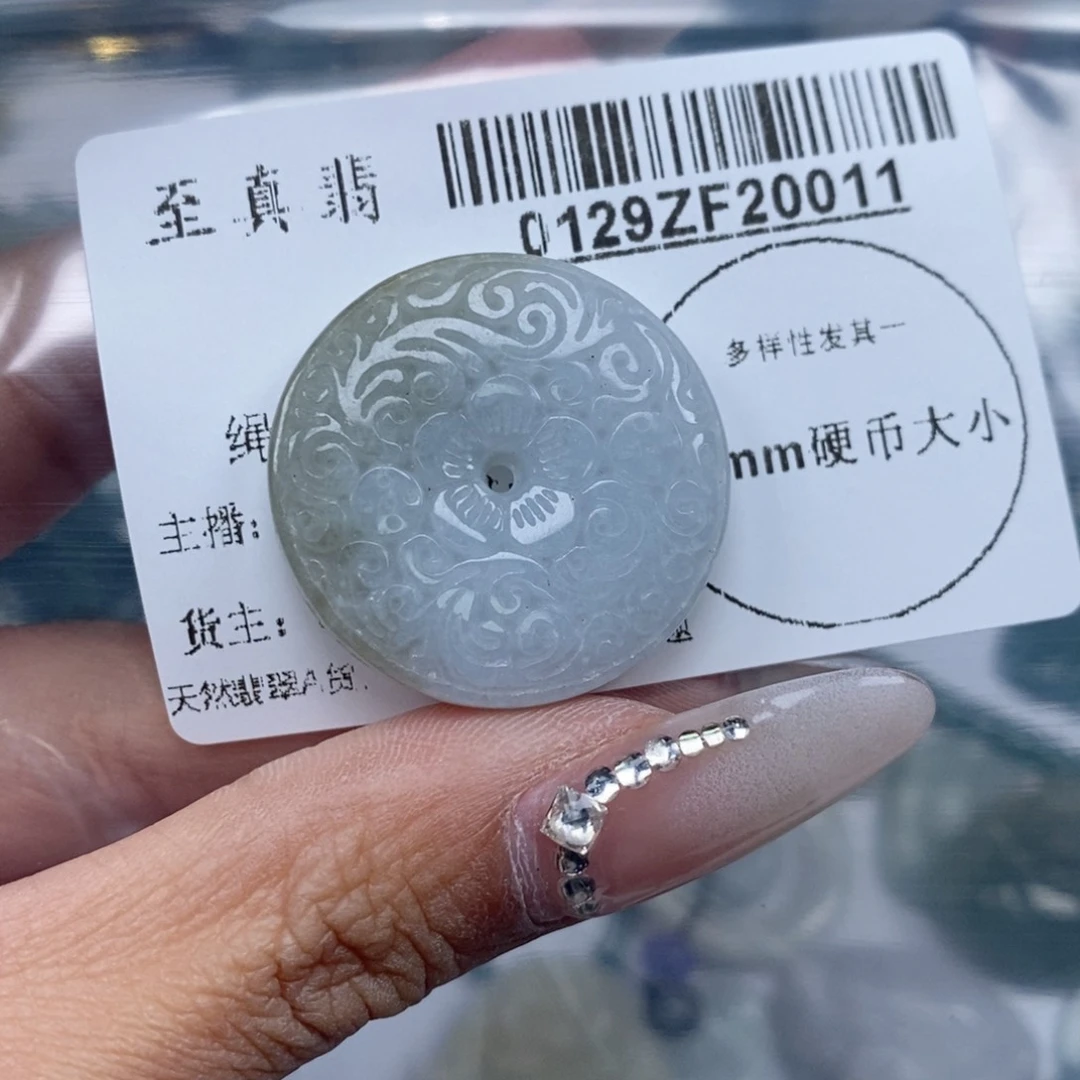 至真翡
0129ZF20011
多样性发其一
绳
mm硬币大小
主播:
货主:
天然翡翠A货.